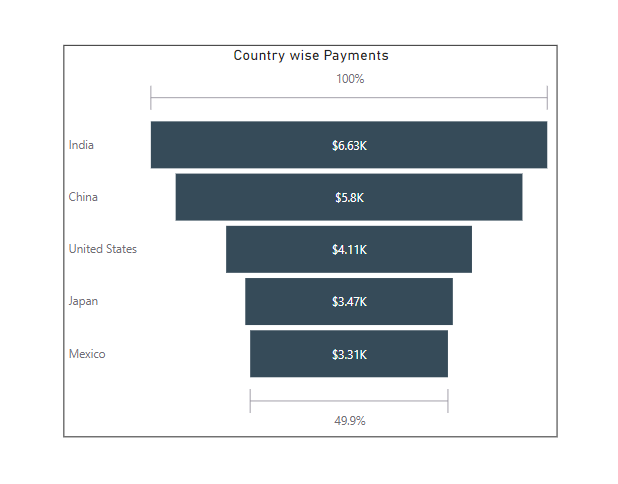 Country wise Payments
100%
India $6.63K
China $5.8K
United States $4.11K
Japan $3.47K
Mexico $3.31K
49.9%